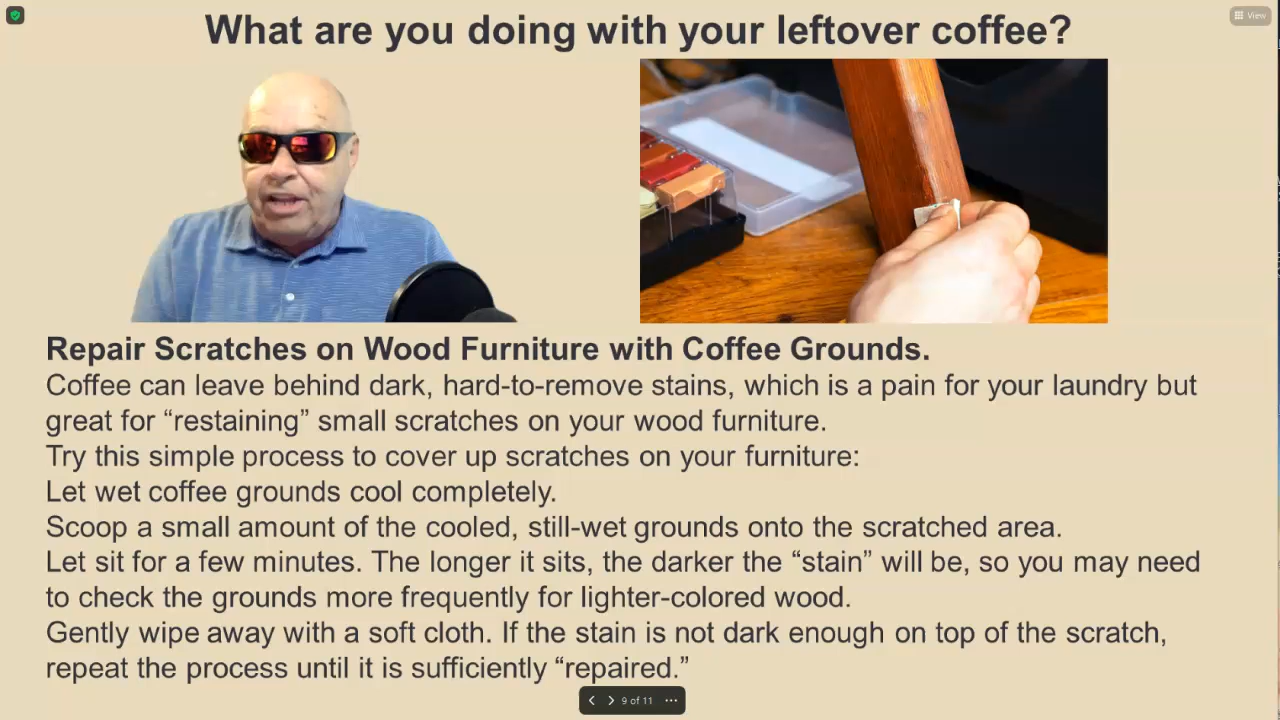 What are you doing with your leftover coffee?
View
Repair Scratches on Wood Furniture with Coffee Grounds.
Coffee can leave behind dark, hard-to-remove stains, which is a pain for your laundry but
great for “restaining” small scratches on your wood furniture.
Try this simple process to cover up scratches on your furniture:
Let wet coffee grounds cool completely.
Scoop a small amount of the cooled, still-wet grounds onto the scratched area.
Let sit for a few minutes. The longer it sits, the darker the “stain” will be, so you may need
to check the grounds more frequently for lighter-colored wood.
Gently wipe away with a soft cloth. If the stain is not dark enough on top of the scratch,
repeat the process until it is sufficiently “repaired.”
9 of 11